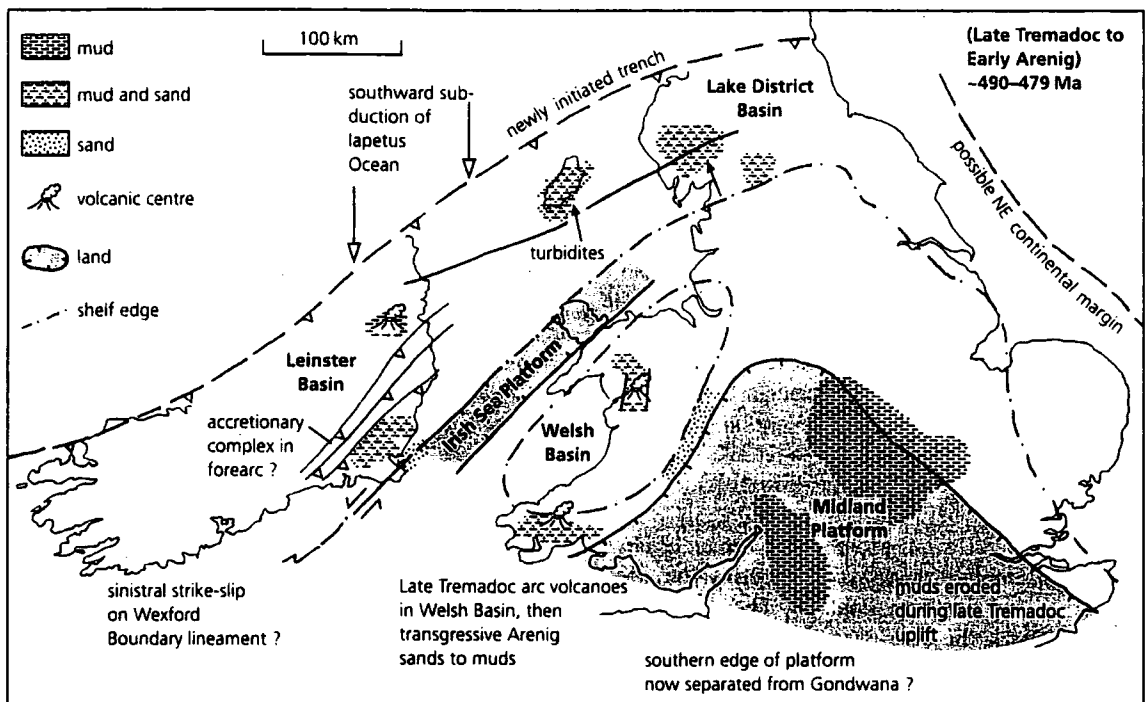 mud
mud and sand
sand
volcanic centre
land
shelf edge
100 km
southward sub-
duction of
Iapetus
Ocean
newly initiated trench
Lake District
Basin
(Late Tremadoc to
Early Arenig)
~490–479 Ma
possible NE continental margin
turbidites
Leinster
Basin
Irish Sea Platform
accretionary
complex in
forearc ?
Welsh
Basin
Midland
Platform
muds eroded
during late Tremadoc
uplift
sinistral strike-slip
on Wexford
Boundary lineament ?
Late Tremadoc arc volcanoes
in Welsh Basin, then
transgressive Arenig
sands to muds
southern edge of platform
now separated from Gondwana ?